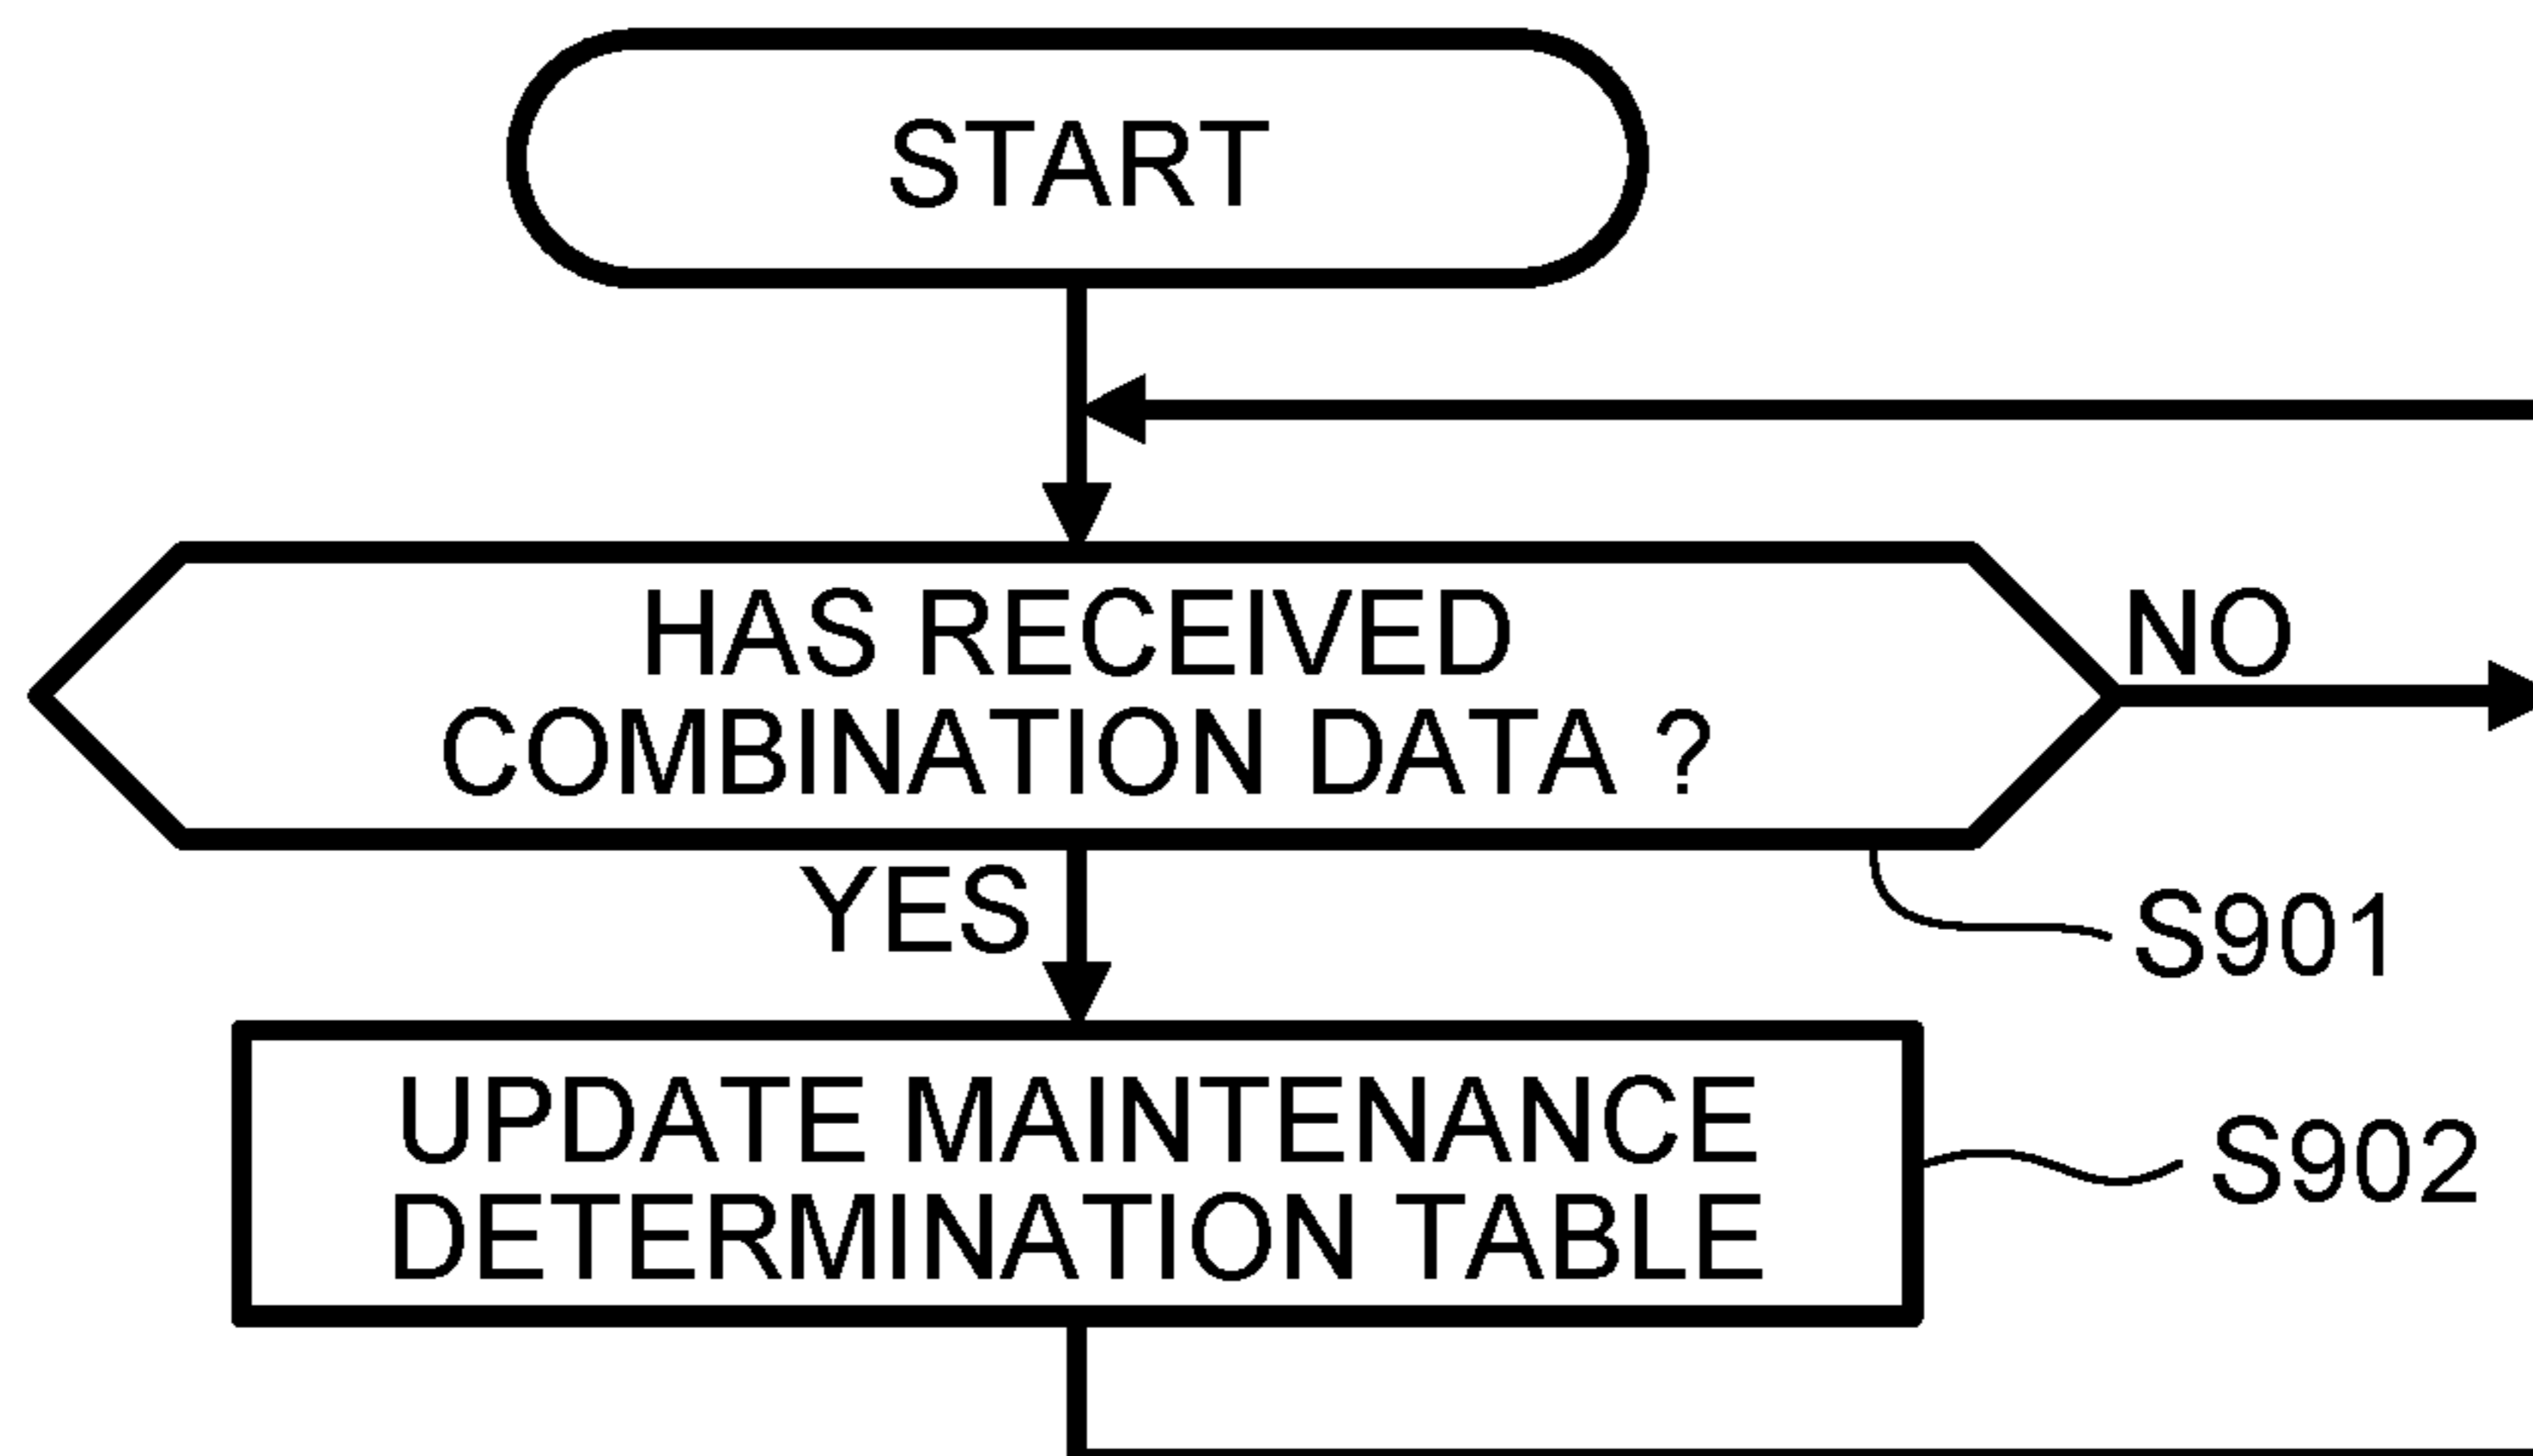 START
HAS RECEIVED
COMBINATION DATA ?
NO
YES
S901
UPDATE MAINTENANCE
DETERMINATION TABLE
S902